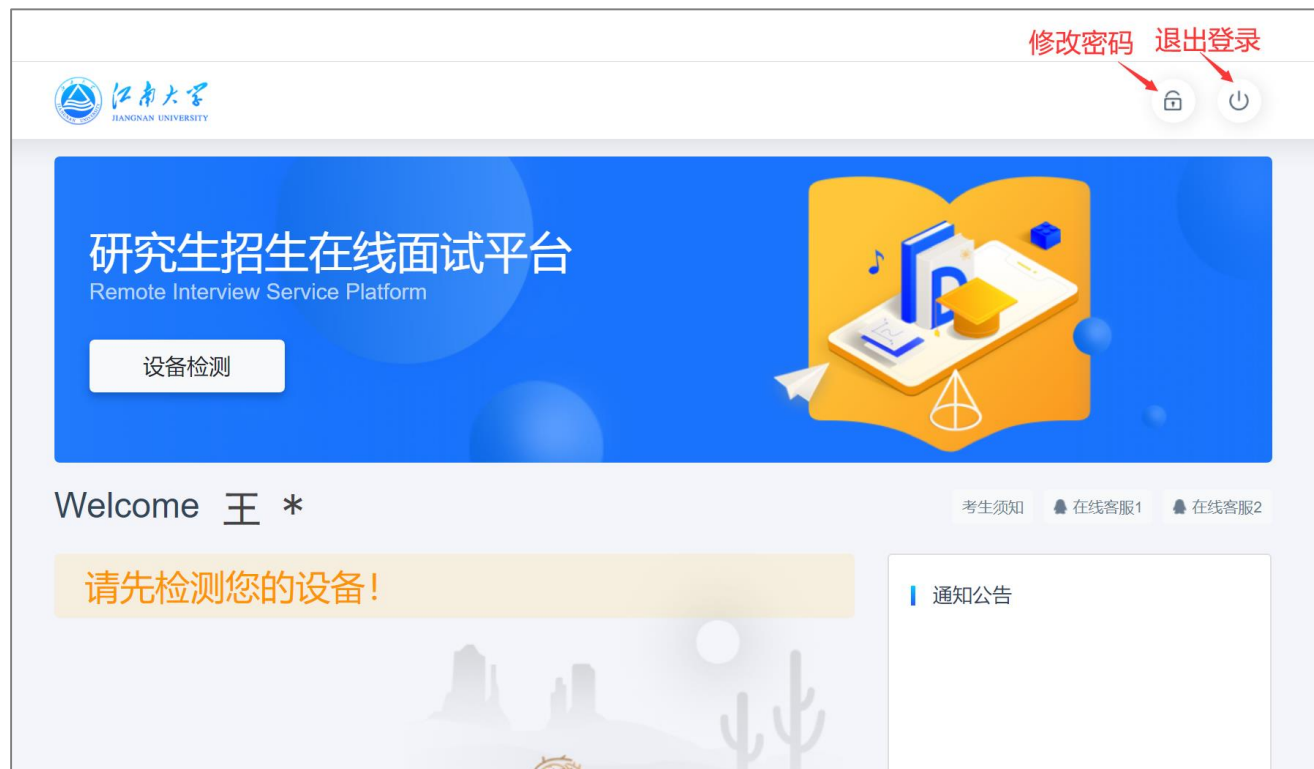 修改密码 退出登录
江南大学
JIANGNAN UNIVERSITY
研究生招生在线面试平台
Remote Interview Service Platform
设备检测
Welcome 王 *
考生须知 在线客服1 在线客服2
请先检测您的设备！
通知公告